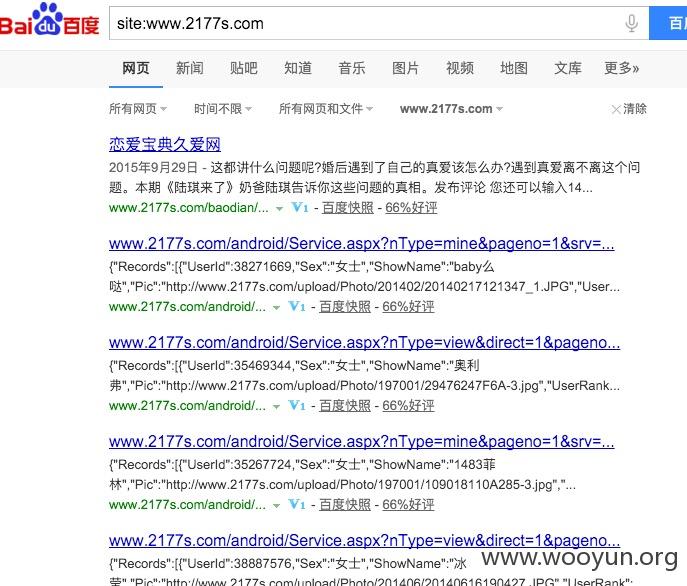 Bai du 百度 site:www.2177s.com 百度
网页 新闻 贴吧 知道 音乐 图片 视频 地图 文库 更多»
所有网页 时间不限 所有网页和文件 www.2177s.com 清除
恋爱宝典久爱网
2015年9月29日 - 这都讲什么问题呢?婚后遇到了自己的真爱该怎么办?遇到真爱离不离这个问
题。本期《陆琪来了》奶爸陆琪告诉你这些问题的真相。发布评论 您还可以输入14...
www.2177s.com/baodian/... V1 - 百度快照 - 66%好评
www.2177s.com/android/Service.aspx?nType=mine&pageno=1&srv=...
{"Records":[{"UserId":38271669,"Sex":"女士","ShowName":"baby么
哒","Pic":"http://www.2177s.com/upload/Photo/201402/20140217121347_1.JPG","User...
www.2177s.com/android/... V1 - 百度快照 - 66%好评
www.2177s.com/android/Service.aspx?nType=view&direct=1&pageno...
{"Records":[{"UserId":35469344,"Sex":"女士","ShowName":"奥利
弗","Pic":"http://www.2177s.com/upload/Photo/197001/29476247F6A-3.jpg","UserRank...
www.2177s.com/android/... V1 - 百度快照 - 66%好评
www.2177s.com/android/Service.aspx?nType=mine&pageno=1&srv=...
{"Records":[{"UserId":35267724,"Sex":"女士","ShowName":"1483菲
林","Pic":"http://www.2177s.com/upload/Photo/197001/109018110A285-3.jpg","...
www.2177s.com/android/... V1 - 百度快照 - 66%好评
www.2177s.com/android/Service.aspx?nType=view&direct=1&pageno...
{"Records":[{"UserId":38887576,"Sex":"女士","ShowName":"冰
莹","Pic":"http://www.2177s.com/upload/Photo/201406/20140616190427.JPG","UserRank":
www.wooyun.org